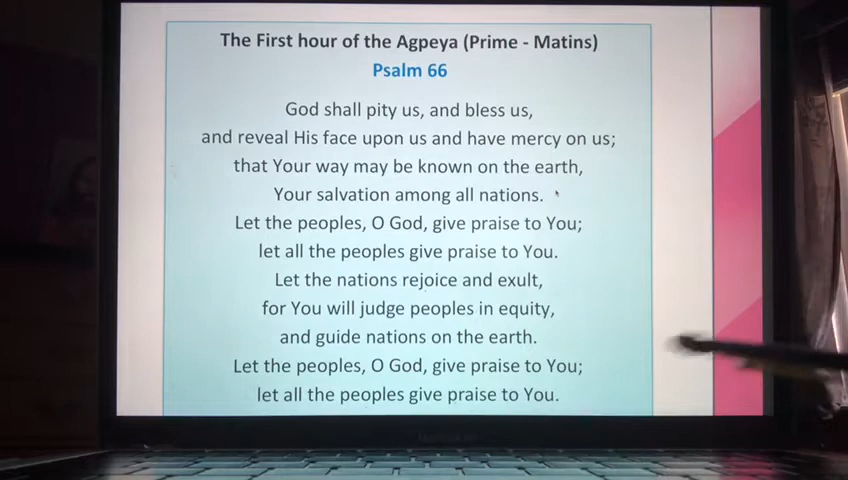 The First hour of the Agpeya (Prime - Matins)
Psalm 66
God shall pity us, and bless us,
and reveal His face upon us and have mercy on us;
that Your way may be known on the earth,
Your salvation among all nations.
Let the peoples, O God, give praise to You;
let all the peoples give praise to You.
Let the nations rejoice and exult,
for You will judge peoples in equity,
and guide nations on the earth.
Let the peoples, O God, give praise to You;
let all the peoples give praise to You.